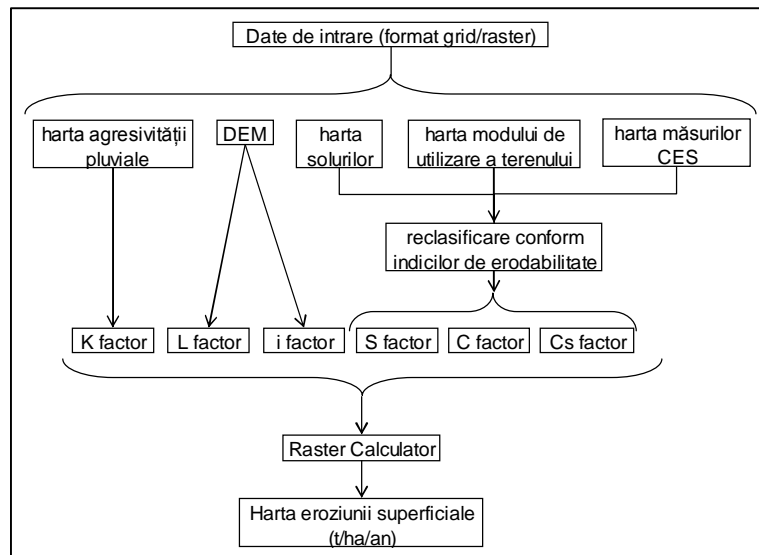 Date de intrare (format grid/raster)
harta agresivității
pluviale
DEM
harta
solurilor
harta modului de
utilizare a terenului
harta măsurilor
CES
reclasificare conform
indicilor de erodabilitate
K factor
L factor
i factor
S factor
C factor
Cs factor
Raster Calculator
Harta eroziunii superficiale
(t/ha/an)